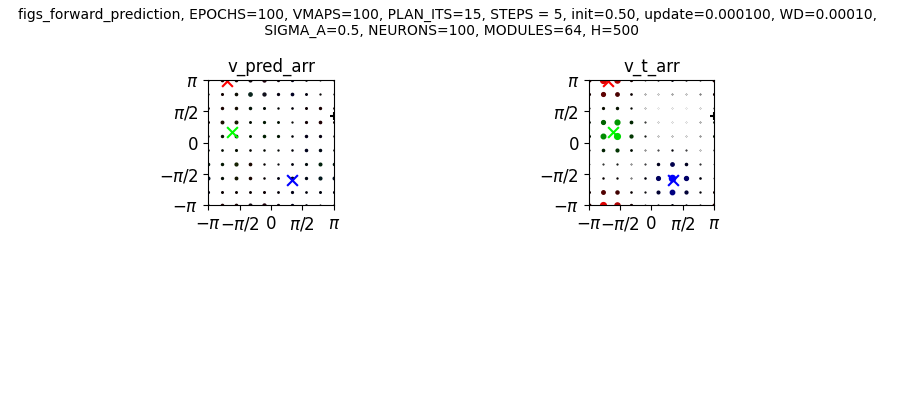 figs_forward_prediction, EPOCHS=100, VMAPS=100, PLAN_ITS=15, STEPS = 5, init=0.50, update=0.000100, WD=0.00010,
SIGMA_A=0.5, NEURONS=100, MODULES=64, H=500
v_pred_arr
π
π/2
0
−π/2
−π
−π −π/2 0 π/2 π
v_t_arr
π
π/2
0
−π/2
−π
−π −π/2 0 π/2 π